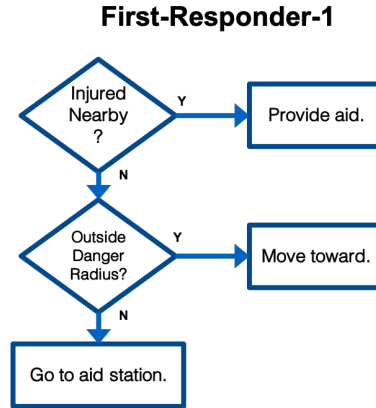 First-Responder-1
Injured
Nearby
?
Y
Provide aid.
N
Outside
Danger
Radius?
Y
Move toward.
N
Go to aid station.